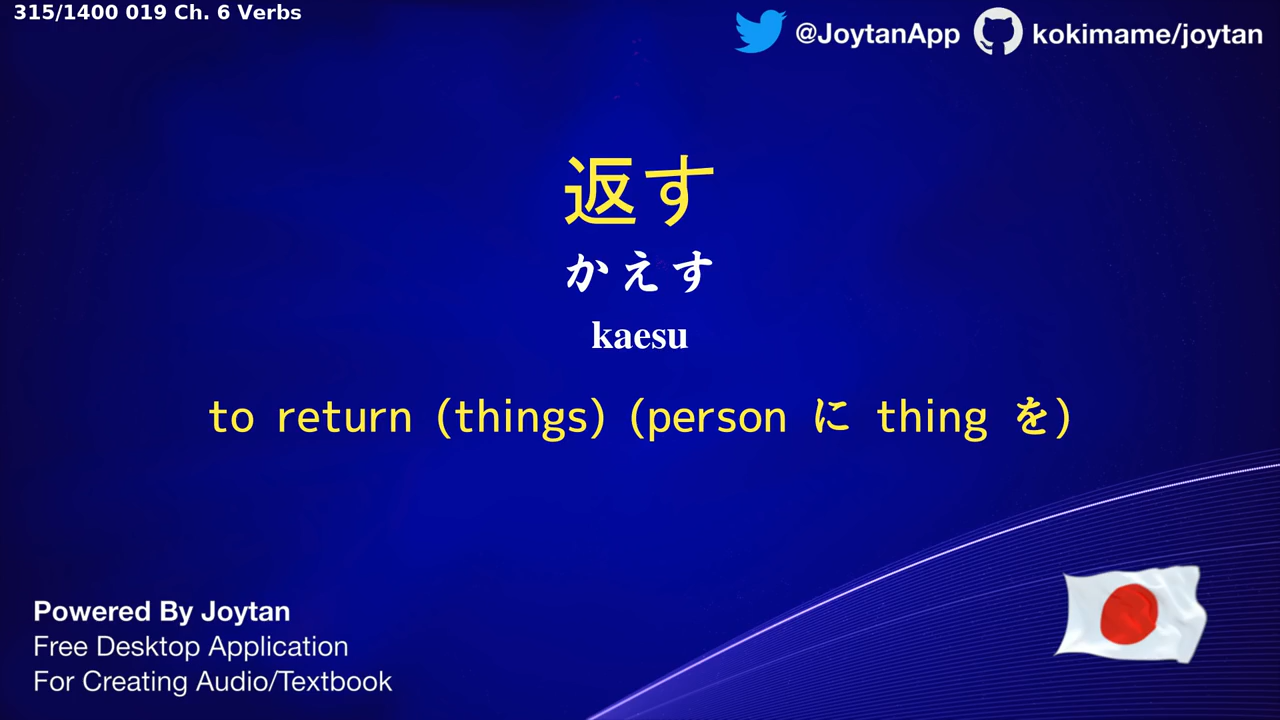 315/1400 019 Ch. 6 Verbs
@JoytanApp kokimame/joytan
返す
かえす
kaesu
to return (things) (person に thing を)
Powered By Joytan
Free Desktop Application
For Creating Audio/Textbook